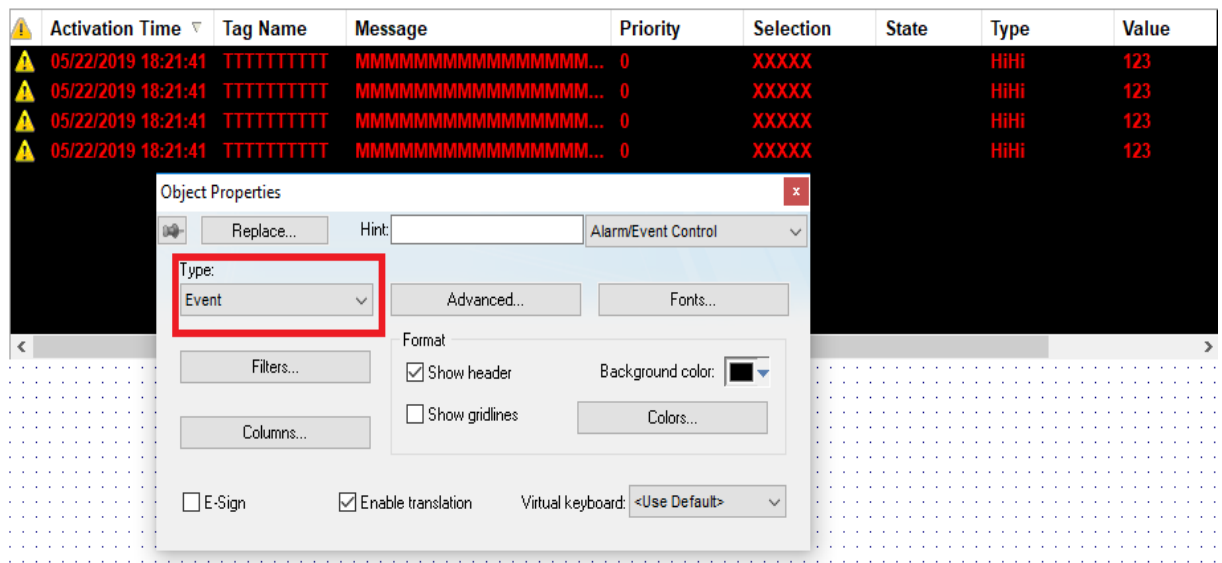 Activation Time Tag Name Message Priority Selection State Type Value
05/22/2019 18:21:41 TTTTTTTTTT MMMMMMMMMMMMMMMM... 0 XXXXX HiHi 123
05/22/2019 18:21:41 TTTTTTTTTT MMMMMMMMMMMMMMMM... 0 XXXXX HiHi 123
05/22/2019 18:21:41 TTTTTTTTTT MMMMMMMMMMMMMMMM... 0 XXXXX HiHi 123
05/22/2019 18:21:41 TTTTTTTTTT MMMMMMMMMMMMMMMM... 0 XXXXX HiHi 123
Object Properties
Replace... Hint: Alarm/Event Control
Type:
Event Advanced... Fonts...
Format
Filters... Show header Background color:
Show gridlines Colors...
Columns...
E-Sign Enable translation Virtual keyboard: <Use Default>